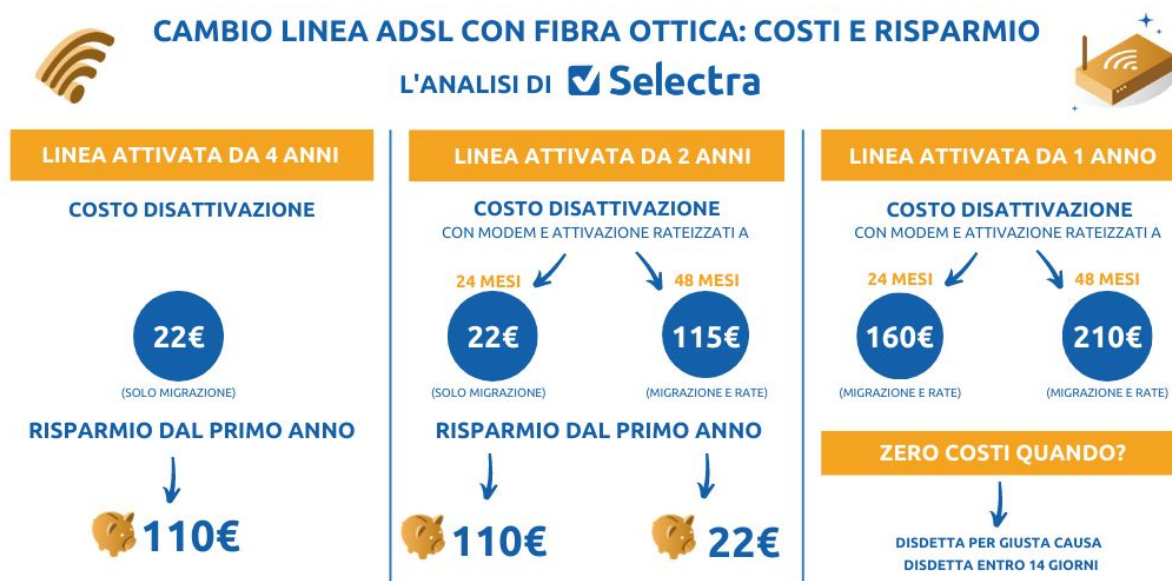 CAMBIO LINEA ADSL CON FIBRA OTTICA: COSTI E RISPARMIO
L'ANALISI DI Selectra
LINEA ATTIVATA DA 4 ANNI
COSTO DISATTIVAZIONE
22€
(SOLO MIGRAZIONE)
RISPARMIO DAL PRIMO ANNO
110€
LINEA ATTIVATA DA 2 ANNI
COSTO DISATTIVAZIONE
CON MODEM E ATTIVAZIONE RATEIZZATI A
24 MESI 48 MESI
22€ 115€
(SOLO MIGRAZIONE) (MIGRAZIONE E RATE)
RISPARMIO DAL PRIMO ANNO
110€ 22€
LINEA ATTIVATA DA 1 ANNO
COSTO DISATTIVAZIONE
CON MODEM E ATTIVAZIONE RATEIZZATI A
24 MESI 48 MESI
160€ 210€
(MIGRAZIONE E RATE) (MIGRAZIONE E RATE)
ZERO COSTI QUANDO?
DISDETTA PER GIUSTA CAUSA
DISDETTA ENTRO 14 GIORNI